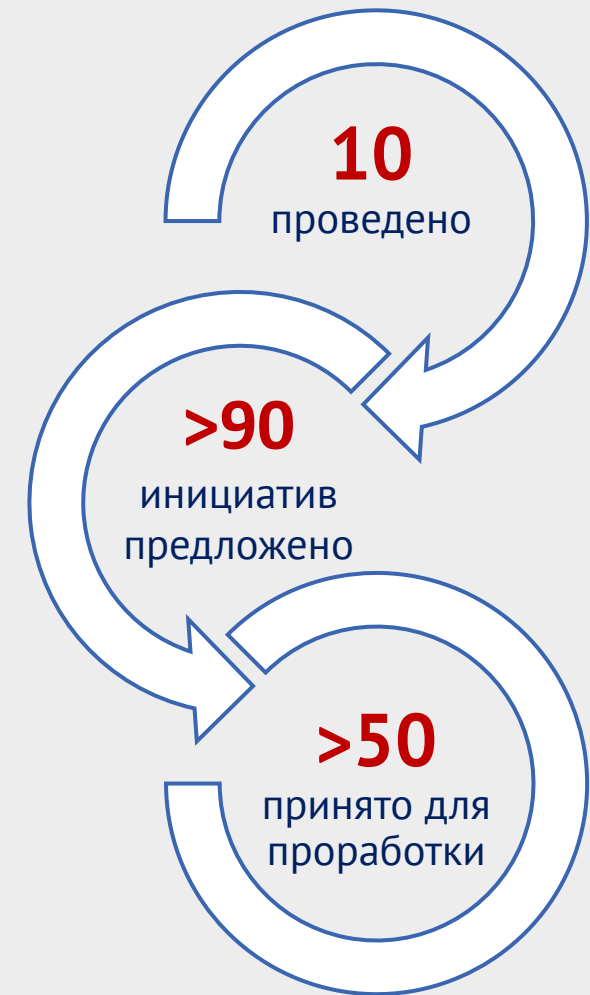 10
проведено
>90
инициатив
предложено
>50
принято для
проработки